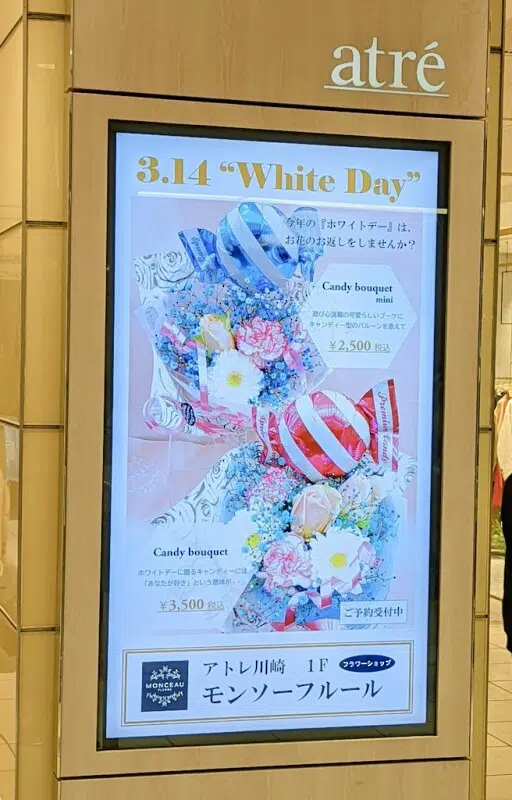 atré
3.14 “White Day”
今年の『ホワイトデー』は、
お花のお返しをしませんか？
Candy bouquet
mini
遊び心満載の可愛らしいブーケに
キャンディー型のバルーンを添えて
¥2,500 税込
Premium Candy
Candy bouquet
ホワイトデーに贈るキャンディーには
「あなたが好き」という意味が…
¥3,500 税込
ご予約受付中
MONCEAU
FLEURS
アトレ川崎 1F フラワーショップ
モンソーフルール